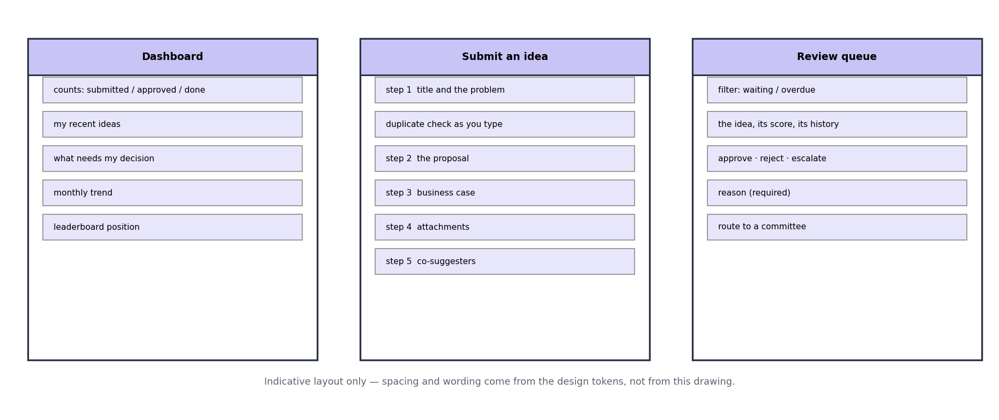 Dashboard
counts: submitted / approved / done
my recent ideas
what needs my decision
monthly trend
leaderboard position
Submit an idea
step 1  title and the problem
duplicate check as you type
step 2  the proposal
step 3  business case
step 4  attachments
step 5  co-suggesters
Review queue
filter: waiting / overdue
the idea, its score, its history
approve · reject · escalate
reason (required)
route to a committee
Indicative layout only — spacing and wording come from the design tokens, not from this drawing.